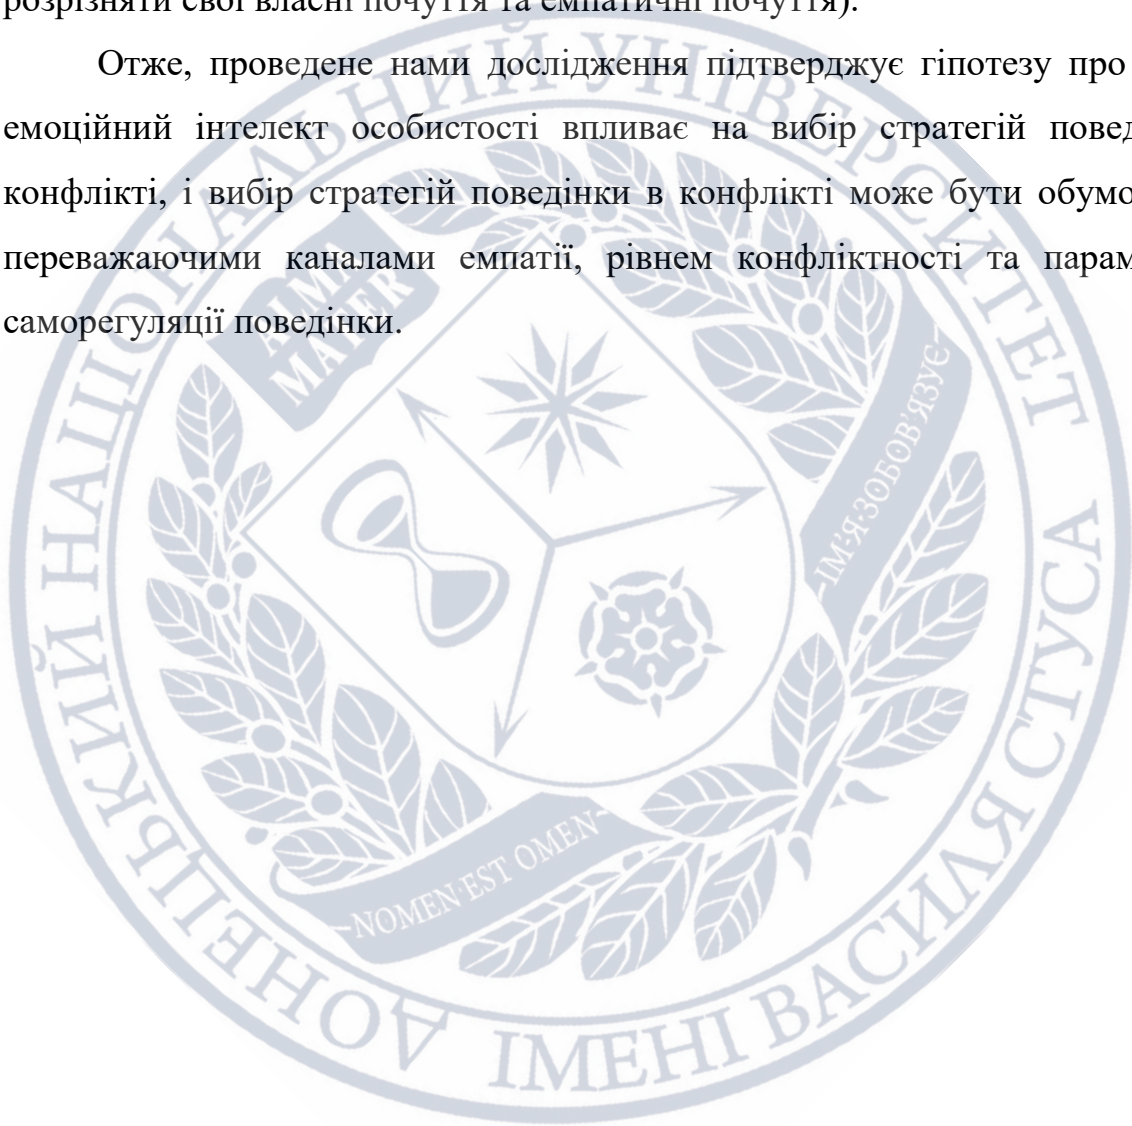 розрізняти свої власні почуття та емпатичні почуття).
Отже, проведене нами дослідження підтверджує гіпотезу про
емоційний інтелект особистості впливає на вибір стратегій повед
конфлікті, і вибір стратегій поведінки в конфлікті може бути обумо
переважаючими каналами емпатії, рівнем конфліктності та парам
саморегуляції поведінки.
ДОНЕЦЬКИЙ НАЦІОНАЛЬНИЙ УНІВЕРСИТЕТ
ІМЕНІ ВАСИЛЯ СТУСА
ALMA
MATER
ІМ'Я·ЗОБОВ'ЯЗУЄ
NOMEN·EST OMEN